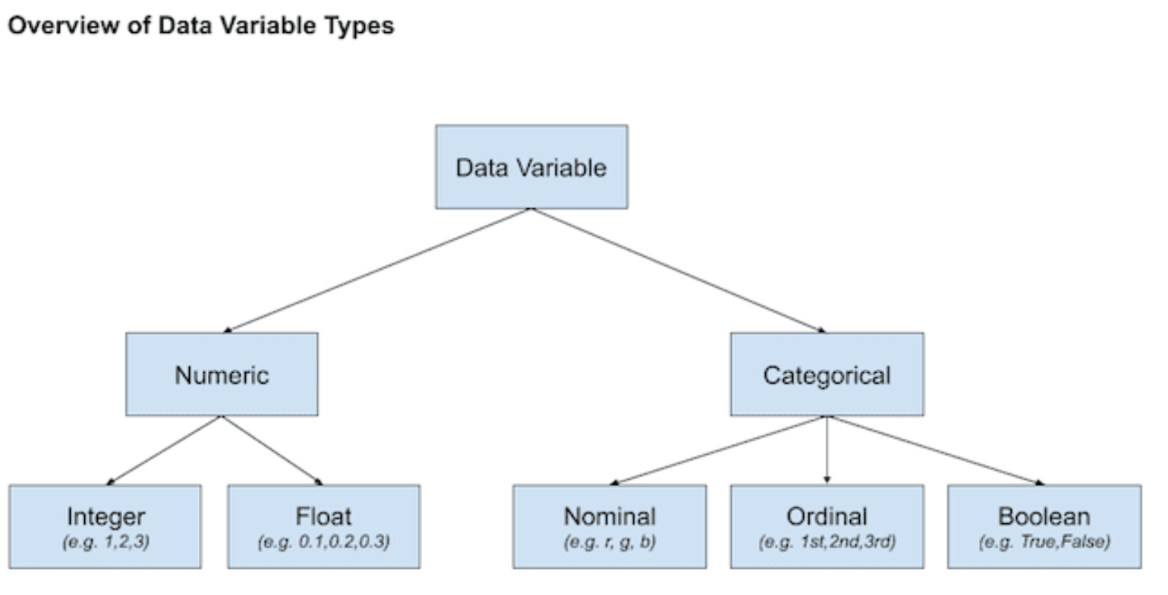 Overview of Data Variable Types
Data Variable
Numeric
Categorical
Integer
(e.g. 1,2,3)
Float
(e.g. 0.1,0.2,0.3)
Nominal
(e.g. r, g, b)
Ordinal
(e.g. 1st,2nd,3rd)
Boolean
(e.g. True,False)